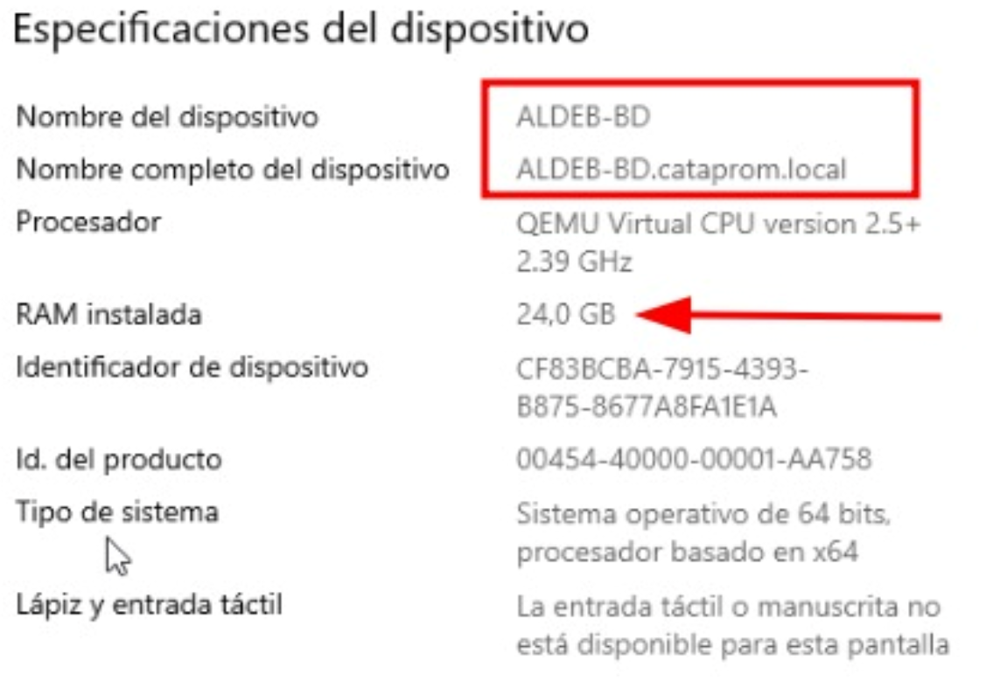 Especificaciones del dispositivo
Nombre del dispositivo ALDEB-BD
Nombre completo del dispositivo ALDEB-BD.cataprom.local
Procesador QEMU Virtual CPU version 2.5+
2.39 GHz
RAM instalada 24,0 GB
Identificador de dispositivo CF83BCBA-7915-4393-
B875-8677A8FA1E1A
Id. del producto 00454-40000-00001-AA758
Tipo de sistema Sistema operativo de 64 bits,
procesador basado en x64
Lápiz y entrada táctil La entrada táctil o manuscrita no
está disponible para esta pantalla